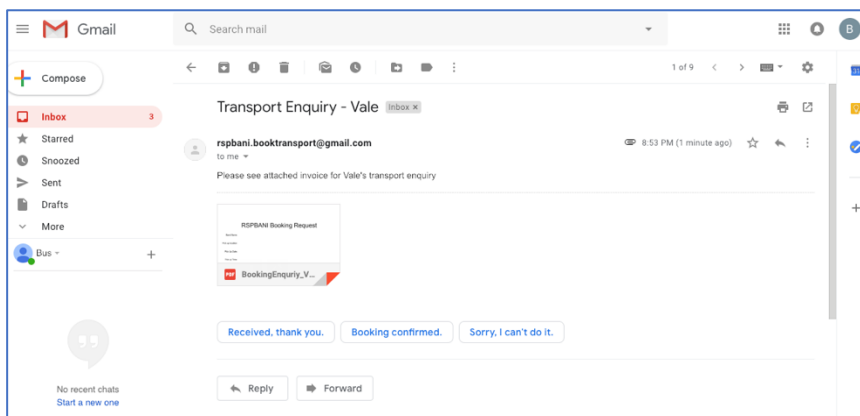 Gmail
Search mail
B
Compose
1 of 9
Inbox 3
Transport Enquiry - Vale Inbox x
Starred
rspbani.booktransport@gmail.com
8:53 PM (1 minute ago)
to me
Snoozed
Please see attached invoice for Vale's transport enquiry
Sent
Drafts
More
RSPBANI Booking Request
Bus
PDF BookingEnquriy_V...
Received, thank you. Booking confirmed. Sorry, I can't do it.
No recent chats
Start a new one
Reply Forward